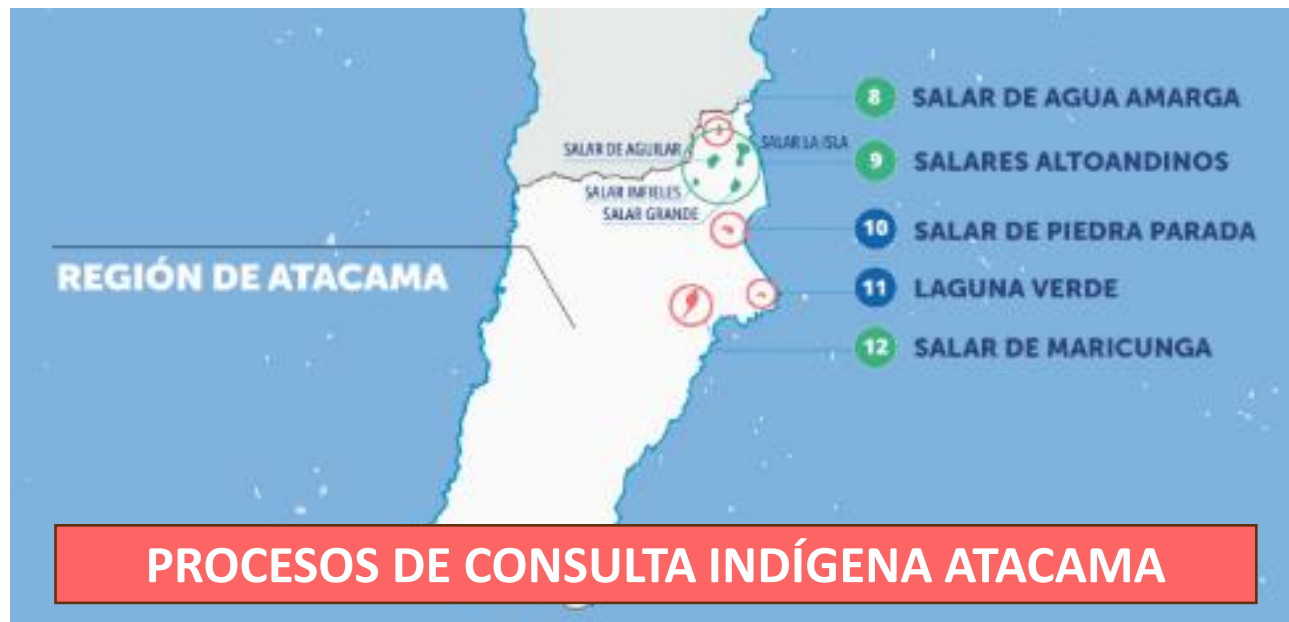 8 SALAR DE AGUA AMARGA
SALAR DE AGUILAR
SALAR LA ISLA
9 SALARES ALTOANDINOS
SALAR INFIELES
SALAR GRANDE
10 SALAR DE PIEDRA PARADA
REGIÓN DE ATACAMA
11 LAGUNA VERDE
12 SALAR DE MARICUNGA
PROCESOS DE CONSULTA INDÍGENA ATACAMA